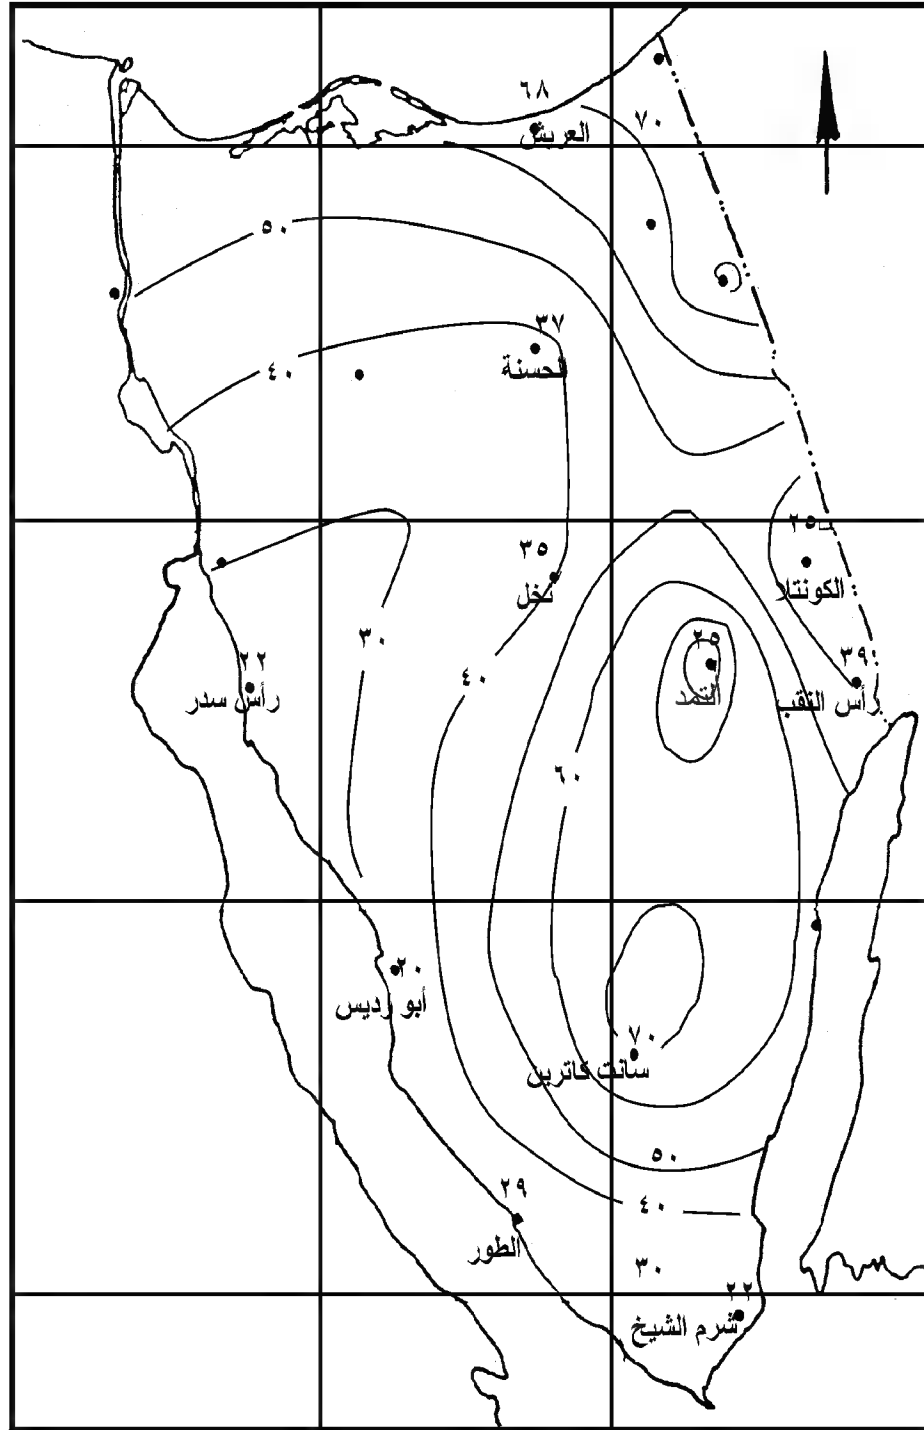 ٦٨
٧٠
العريش
٥٠
٣٧
الحسنة
٤٠
٢٥
٣٥
الكونتلا
نخل
٣٠
٢٥
٣٩
٢٢
٤٠
رأس سدر
التمد
رأس النقب
٦٠
٢٠
أبو رديس
٧٠
سانت كاترين
٥٠
٢٩
٤٠
الطور
٣٠
٢٢
شرم الشيخ